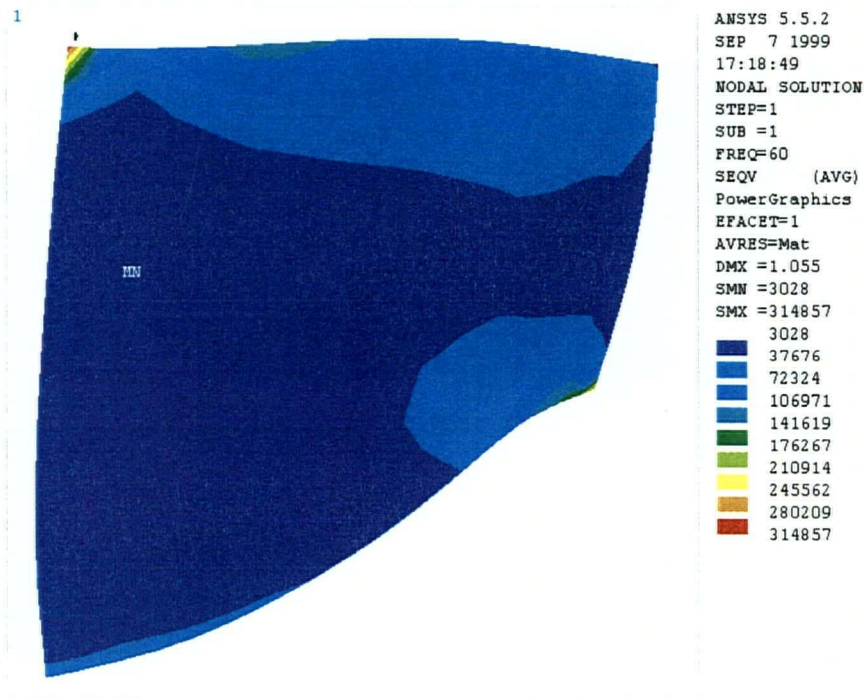 1
MN
ANSYS 5.5.2
SEP 7 1999
17:18:49
NODAL SOLUTION
STEP=1
SUB =1
FREQ=60
SEQV (AVG)
PowerGraphics
EFACET=1
AVRES=Mat
DMX =1.055
SMN =3028
SMX =314857
3028
37676
72324
106971
141619
176267
210914
245562
280209
314857